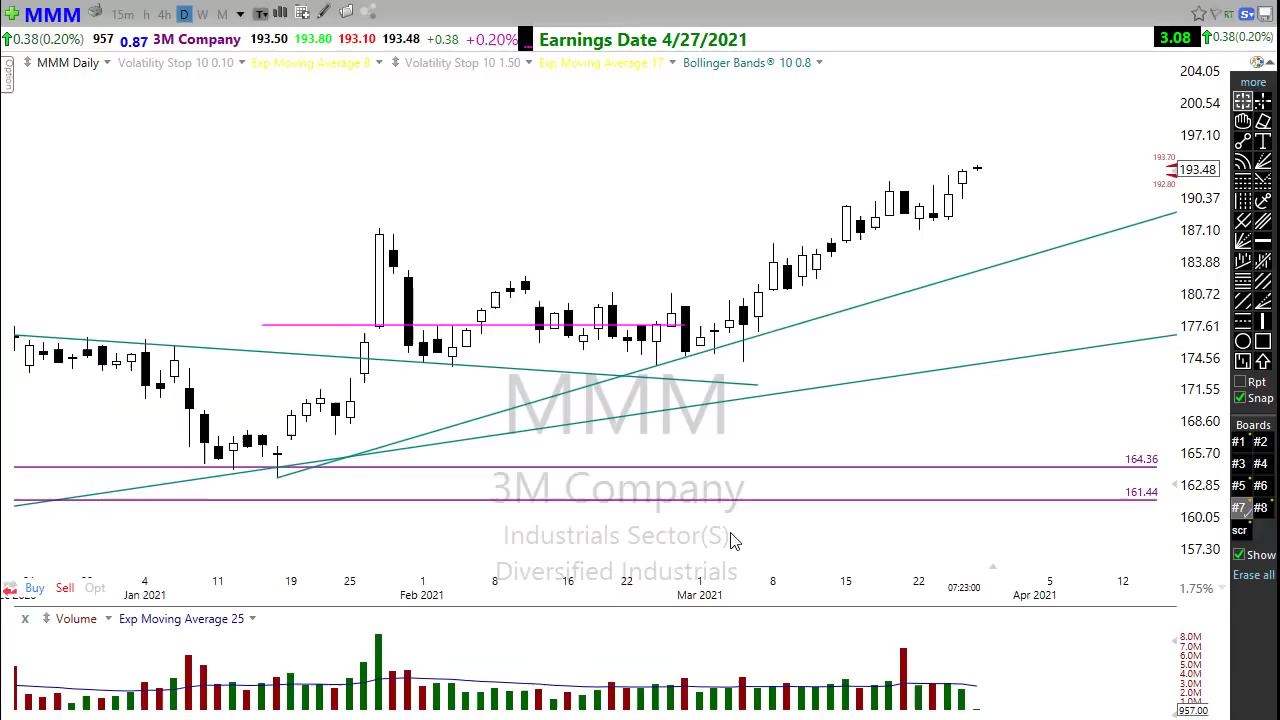 MMM 15m h 4h D W M T RT S
0.38(0.20%) 957 0.87 3M Company 193.50 193.80 193.10 193.48 +0.38 +0.20% Earnings Date 4/27/2021 3.08 0.38(0.20%)
Option
MMM Daily Volatility Stop 10 0.10 Exp Moving Average 8 Volatility Stop 10 1.50 Exp Moving Average 17 Bollinger Bands® 10 0.8
204.05
200.54
197.10
193.70
193.48
192.80
190.37
187.10
183.88
180.72
177.61
174.56
171.55
168.60
165.70
162.85
160.05
157.30
164.36
161.44
MMM
3M Company
Industrials Sector(S)
Diversified Industrials
more
T
Rpt
Snap
Boards
#1 #2
#3 #4
#5 #6
#7 #8
scr
Show
Erase all
Buy Sell Opt
4 11 19 25 1 8 16 22 1 8 15 22 07:23:00 5 12
Jan 2021 Feb 2021 Mar 2021 Apr 2021
1.75%
x Volume Exp Moving Average 25
8.0M
7.0M
6.0M
5.0M
4.0M
3.0M
2.0M
1.0M
957.00